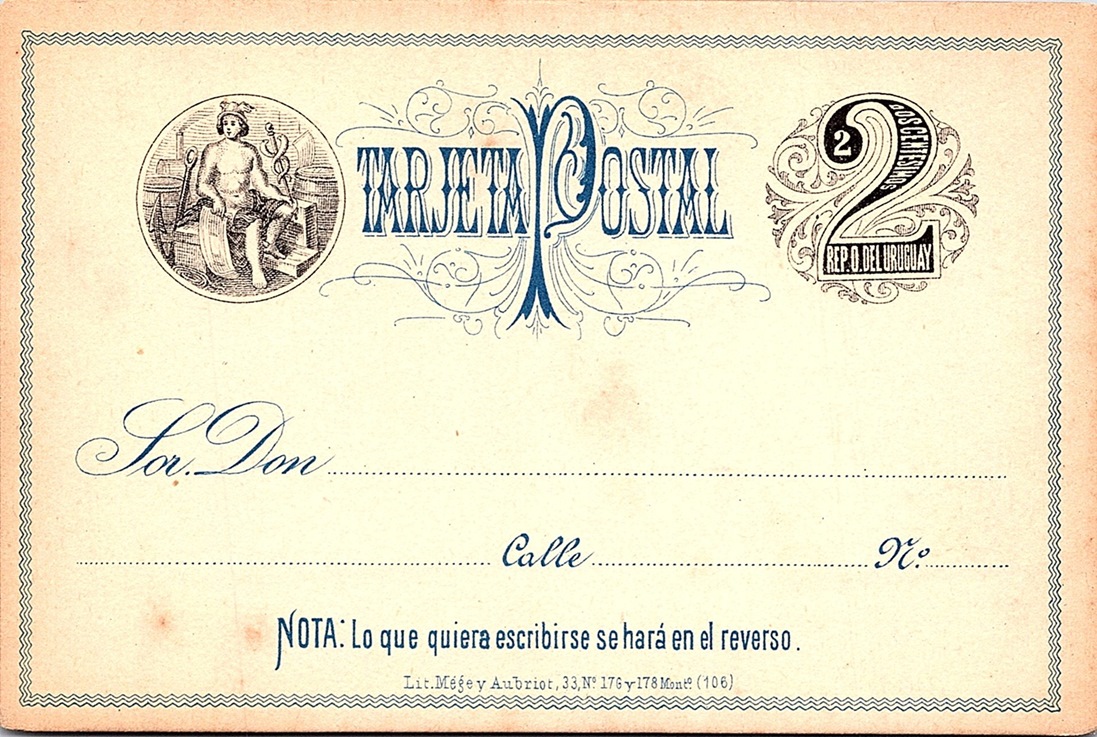 TARJETA POSTAL
2
DOS CENTESIMOS
REP. O. DEL URUGUAY
Sor. Don
Calle Nº.
NOTA: Lo que quiera escribirse se hará en el reverso.
Lit. Mége y Aubriot, 33, Nº 176 y 178 Montº. (106)